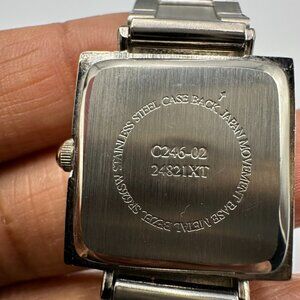 STAINLESS STEEL CASE BACK JAPAN MOVEMENT BASE METAL BEZEL SR626SW
C246-02
24821XT